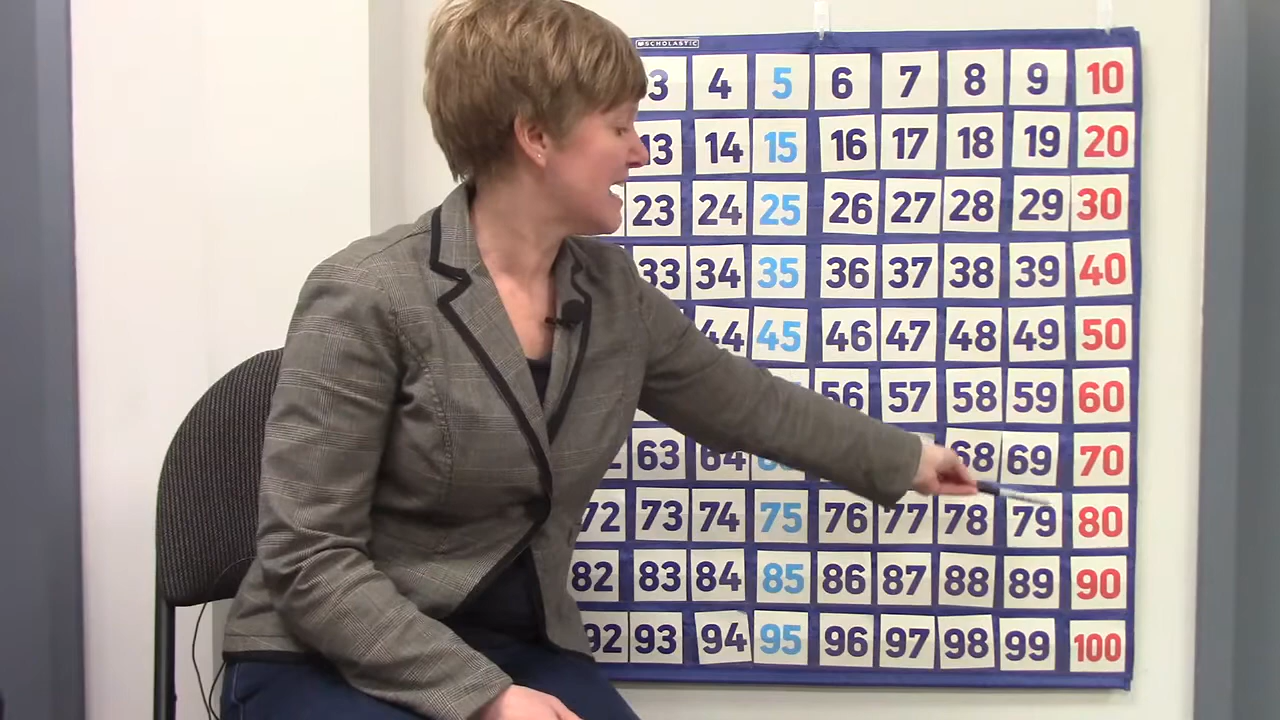 SCHOLASTIC
3 4 5 6 7 8 9 10
13 14 15 16 17 18 19 20
23 24 25 26 27 28 29 30
33 34 35 36 37 38 39 40
44 45 46 47 48 49 50
56 57 58 59 60
63 64 68 69 70
72 73 74 75 76 77 78 79 80
82 83 84 85 86 87 88 89 90
92 93 94 95 96 97 98 99 100